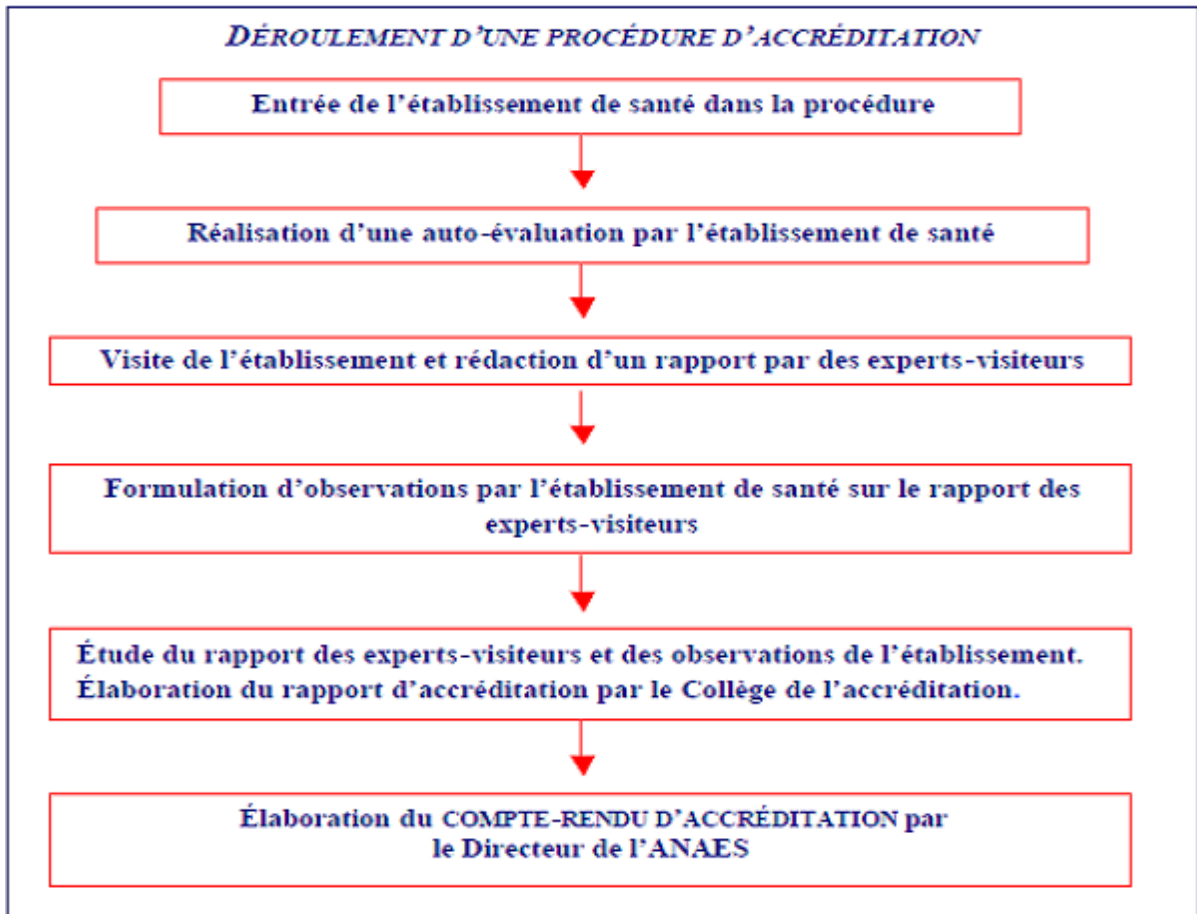 DÉROULEMENT D'UNE PROCÉDURE D'ACCRÉDITATION
Entrée de l'établissement de santé dans la procédure
Réalisation d'une auto-évaluation par l'établissement de santé
Visite de l'établissement et rédaction d'un rapport par des experts-visiteurs
Formulation d'observations par l'établissement de santé sur le rapport des
experts-visiteurs
Étude du rapport des experts-visiteurs et des observations de l'établissement.
Élaboration du rapport d'accréditation par le Collège de l'accréditation.
Élaboration du COMPTE-RENDU D'ACCRÉDITATION par
le Directeur de l'ANAES